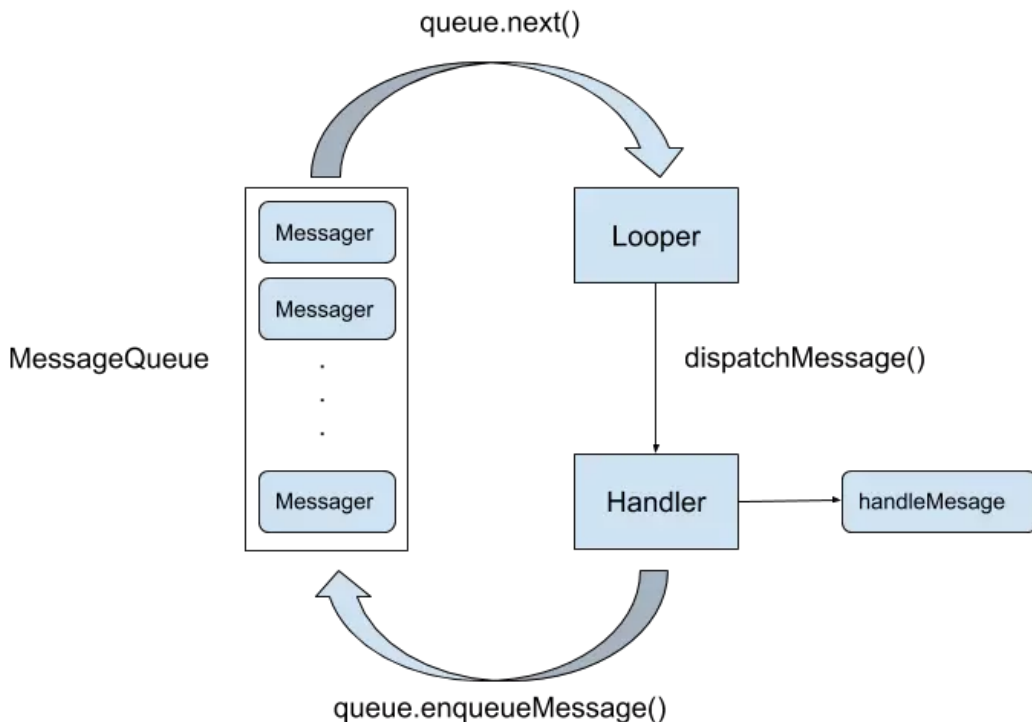 queue.next()
Messager
Looper
Messager
MessageQueue
.
.
.
dispatchMessage()
Messager
Handler
handleMesage
queue.enqueueMessage()